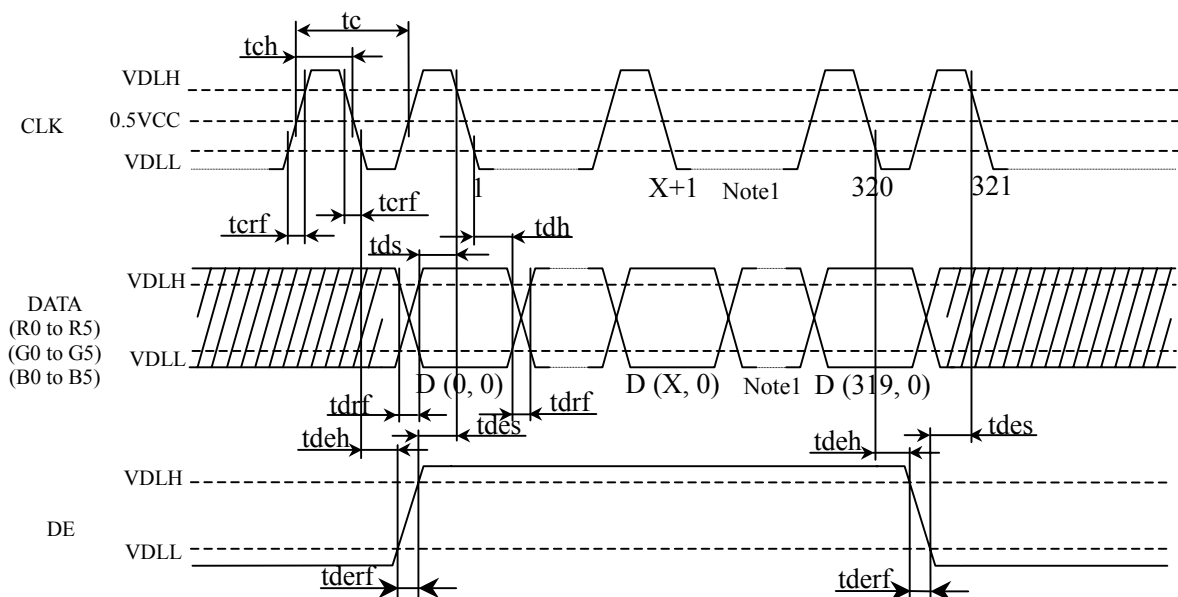 tc
tch
VDLH
CLK
0.5VCC
VDLL
1
X+1
Note1
320
321
tcrf
tcrf
tds
tdh
VDLH
DATA
(R0 to R5)
(G0 to G5)
(B0 to B5)
VDLL
D (0, 0)
D (X, 0)
Note1
D (319, 0)
tdrf
tdrf
tdeh
tdes
tdeh
tdes
VDLH
DE
VDLL
tderf
tderf